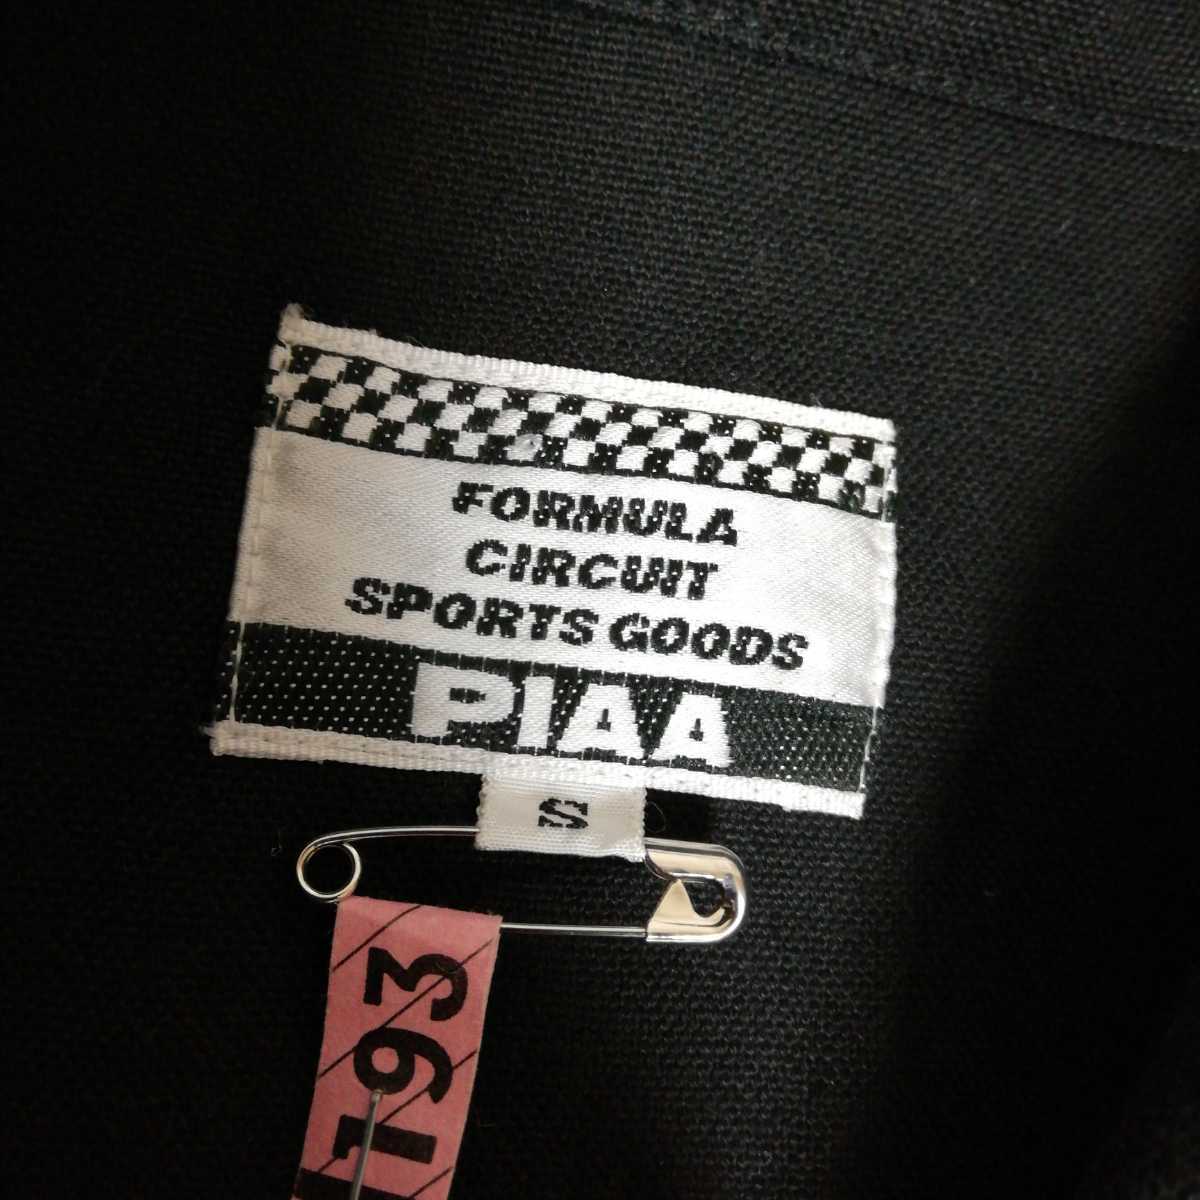 FORMULA
CIRCUIT
SPORTS GOODS
PIAA
S
193